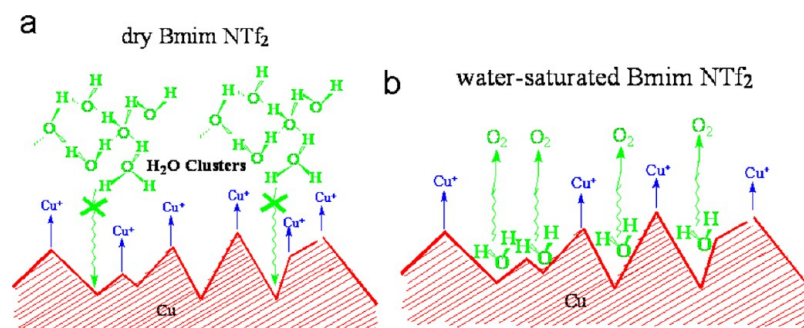 a
dry Bmim NTf₂
H H H H H H H H
O O
H O H O
O O O O
H H H H H H
O O O O
H₂O Clusters
H H H H
Cu⁺ Cu⁺ Cu⁺ Cu⁺
Cu⁺
Cu⁺
Cu
b
water-saturated Bmim NTf₂
O₂ O₂ O₂ O₂
Cu⁺ Cu⁺ Cu⁺
H H H H H H H H
O O O O
Cu